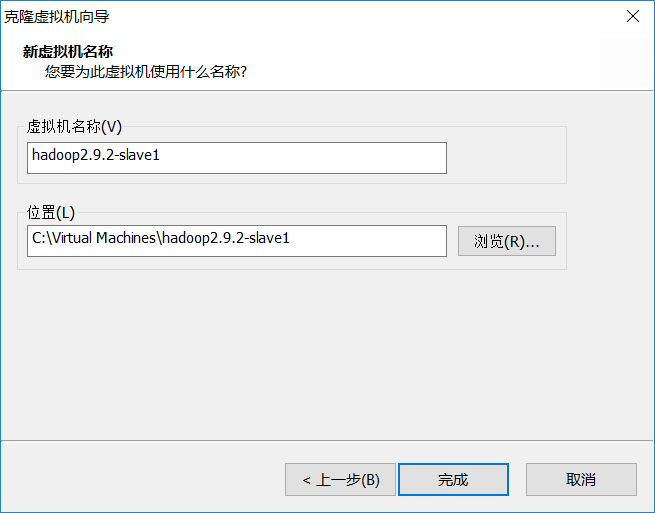 克隆虚拟机向导
新虚拟机名称
您要为此虚拟机使用什么名称?
虚拟机名称(V)
hadoop2.9.2-slave1
位置(L)
C:\Virtual Machines\hadoop2.9.2-slave1
浏览(R)...
< 上一步(B)
完成
取消